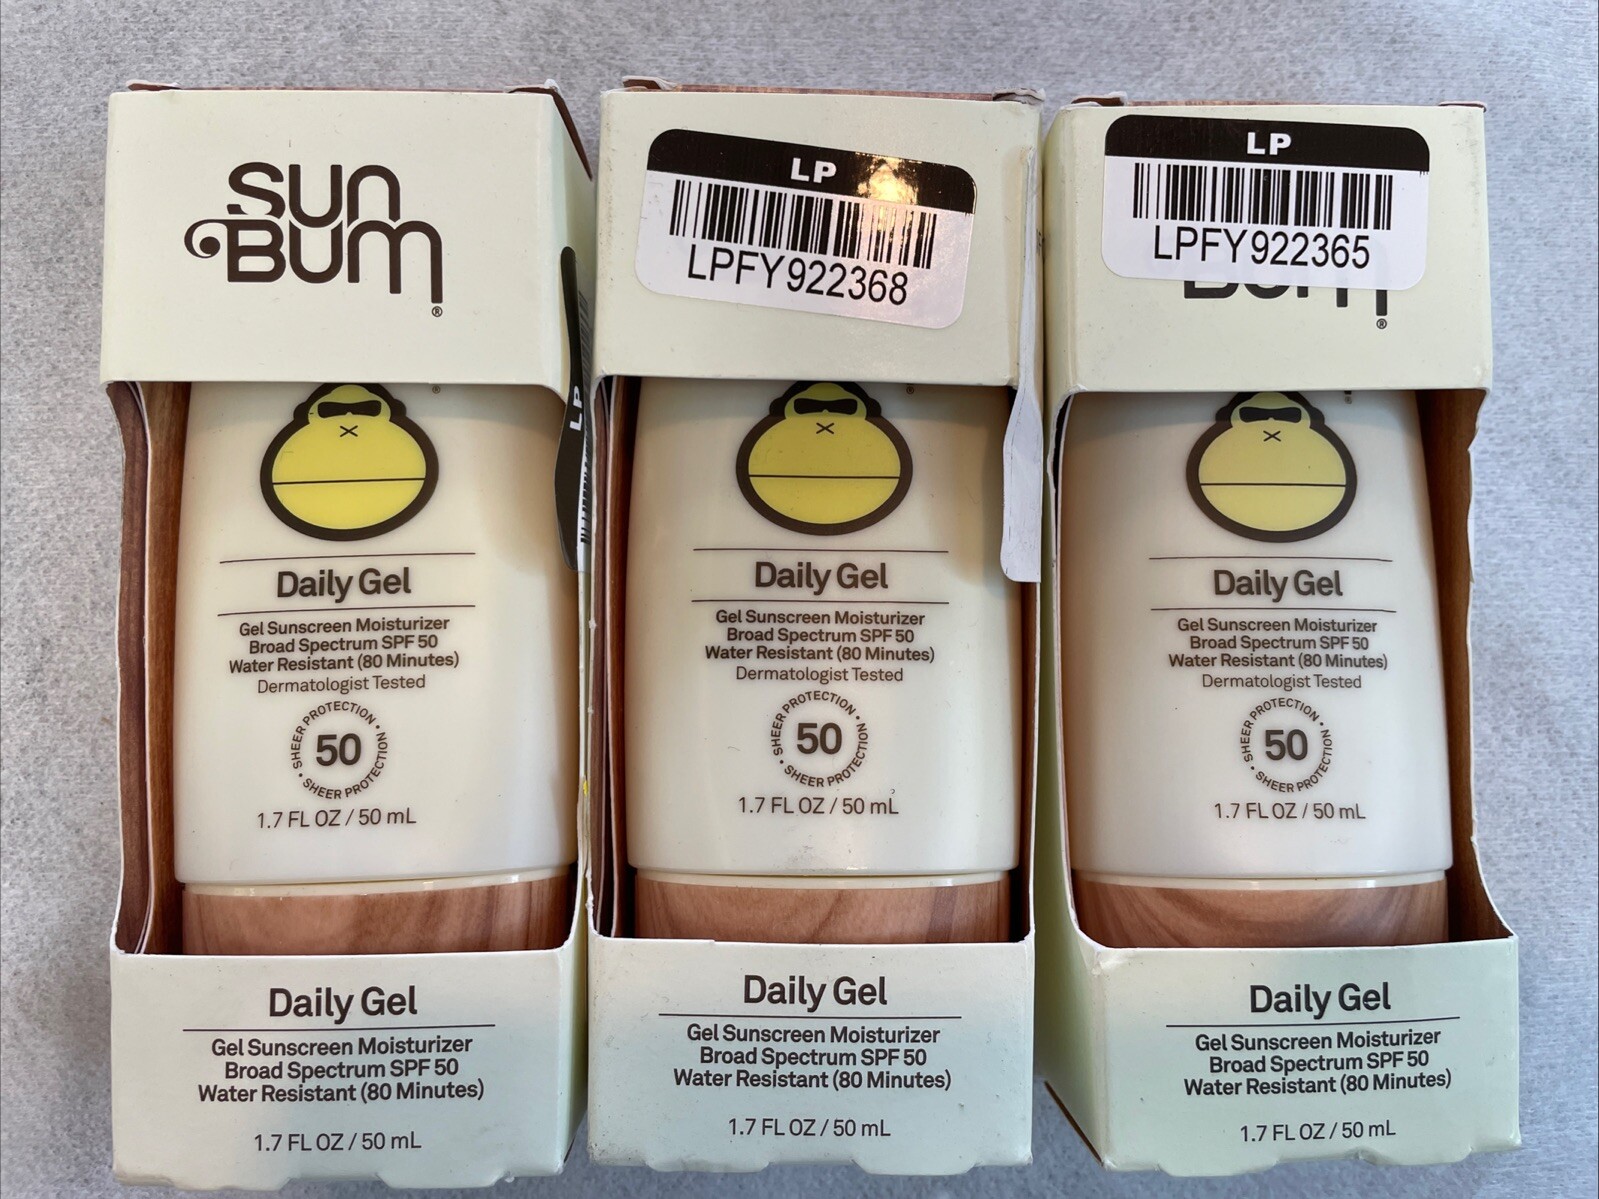 SUN
BUM
®
LP
Daily Gel
Gel Sunscreen Moisturizer
Broad Spectrum SPF 50
Water Resistant (80 Minutes)
Dermatologist Tested
SHEER PROTECTION • SHEER PROTECTION •
50
1.7 FL OZ / 50 mL
Daily Gel
Gel Sunscreen Moisturizer
Broad Spectrum SPF 50
Water Resistant (80 Minutes)
1.7 FL OZ / 50 mL
LP
LPFY922368
Daily Gel
Gel Sunscreen Moisturizer
Broad Spectrum SPF 50
Water Resistant (80 Minutes)
Dermatologist Tested
SHEER PROTECTION • SHEER PROTECTION •
50
1.7 FL OZ / 50 mL
Daily Gel
Gel Sunscreen Moisturizer
Broad Spectrum SPF 50
Water Resistant (80 Minutes)
1.7 FL OZ / 50 mL
LP
LPFY922365
®
Daily Gel
Gel Sunscreen Moisturizer
Broad Spectrum SPF 50
Water Resistant (80 Minutes)
Dermatologist Tested
SHEER PROTECTION • SHEER PROTECTION •
50
1.7 FL OZ / 50 mL
Daily Gel
Gel Sunscreen Moisturizer
Broad Spectrum SPF 50
Water Resistant (80 Minutes)
1.7 FL OZ / 50 mL